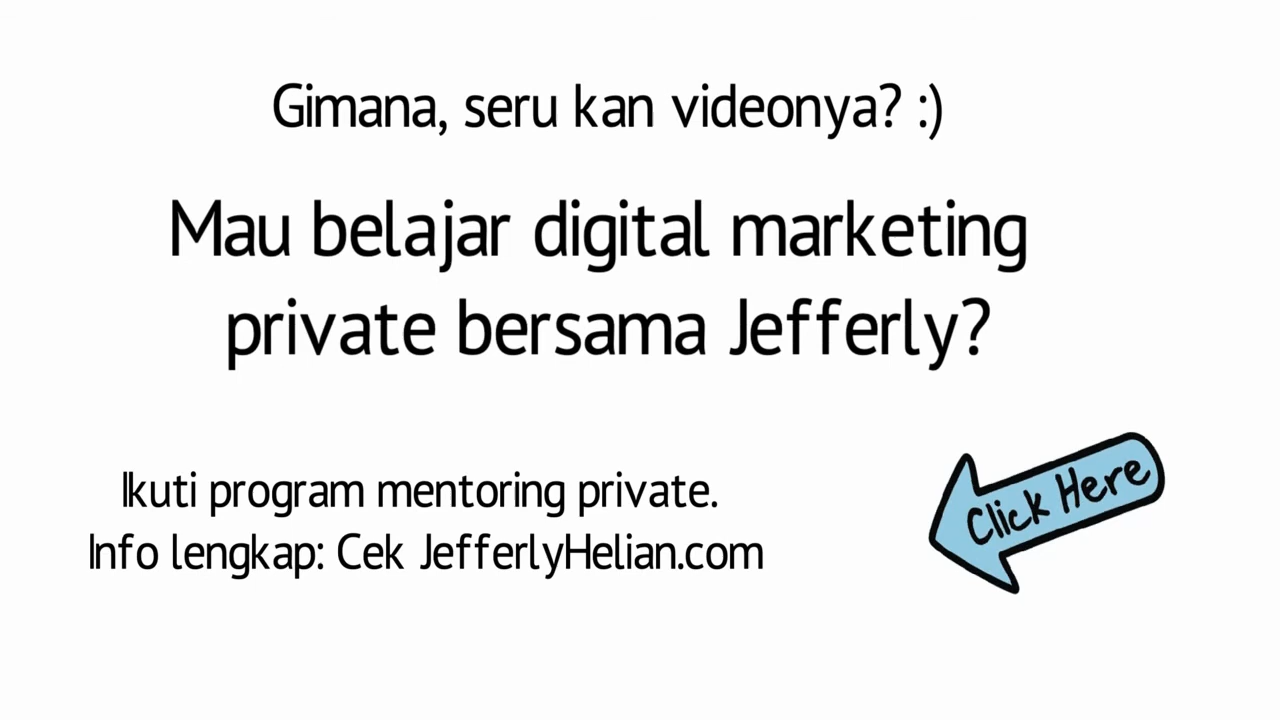 Gimana, seru kan videonya? :)
Mau belajar digital marketing
private bersama Jefferly?
Ikuti program mentoring private.
Info lengkap: Cek JefferlyHelian.com
Click Here